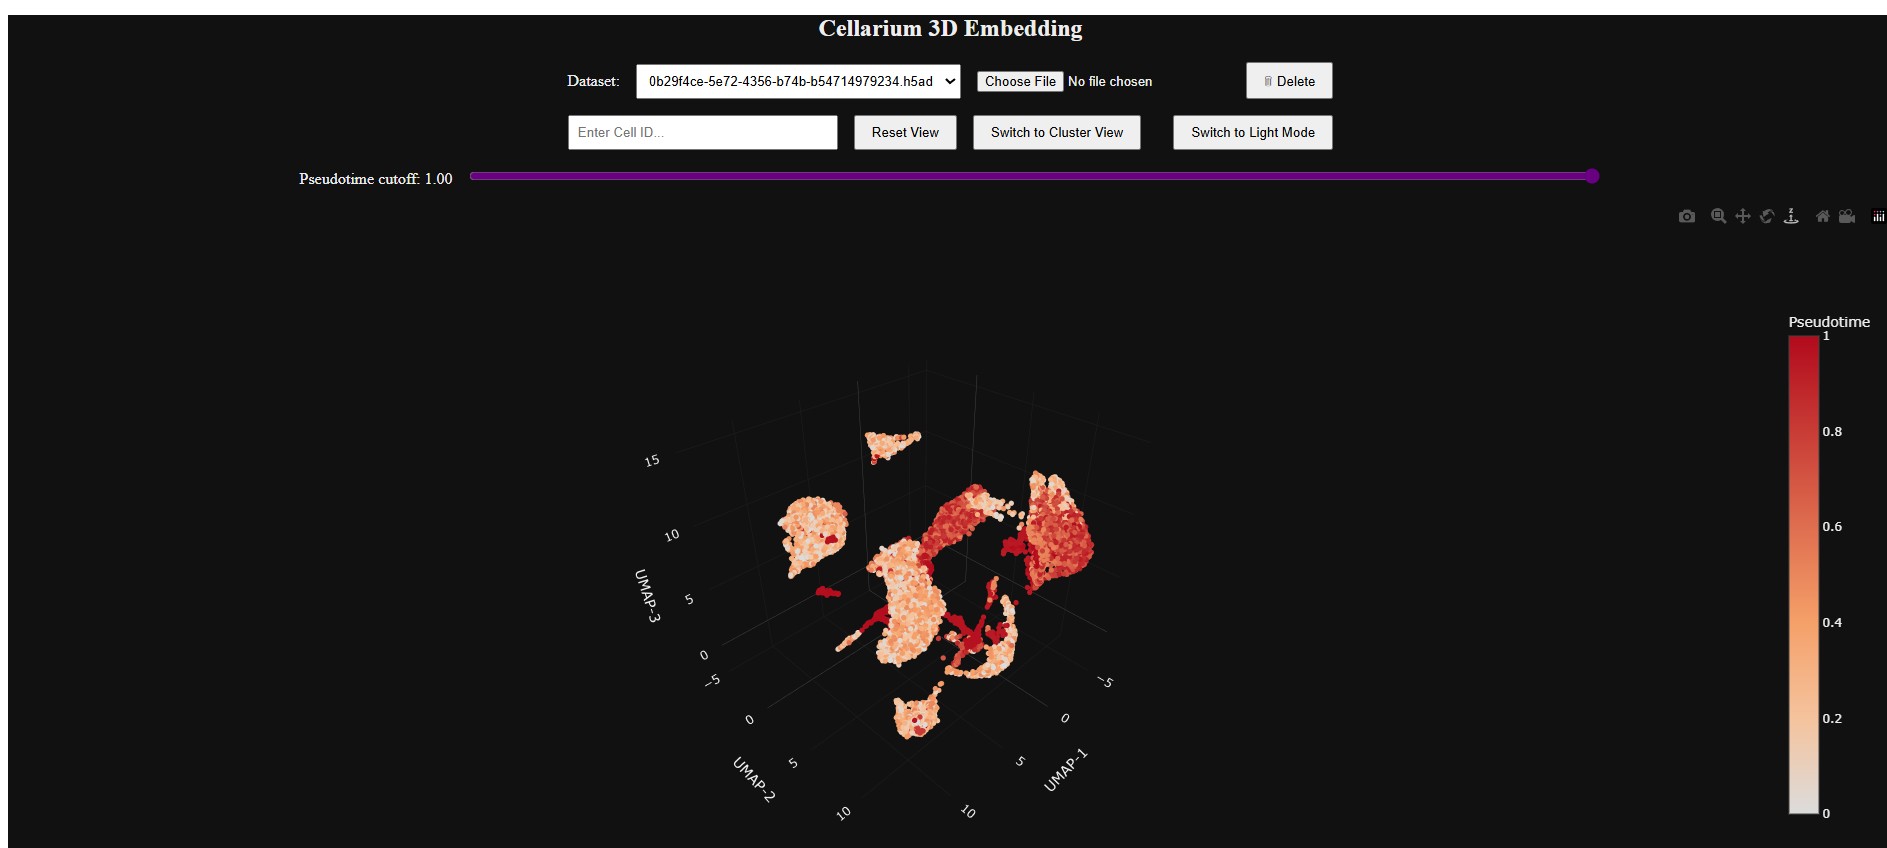 Cellarium 3D Embedding
Dataset: 0b29f4ce-5e72-4356-b74b-b54714979234.h5ad Choose File No file chosen Delete
Enter Cell ID... Reset View Switch to Cluster View Switch to Light Mode
Pseudotime cutoff: 1.00
Pseudotime
1
0.8
0.6
0.4
0.2
0
15
10
5
0
UMAP-3
−5
0
5
10
UMAP-2
−5
0
5
10
UMAP-1